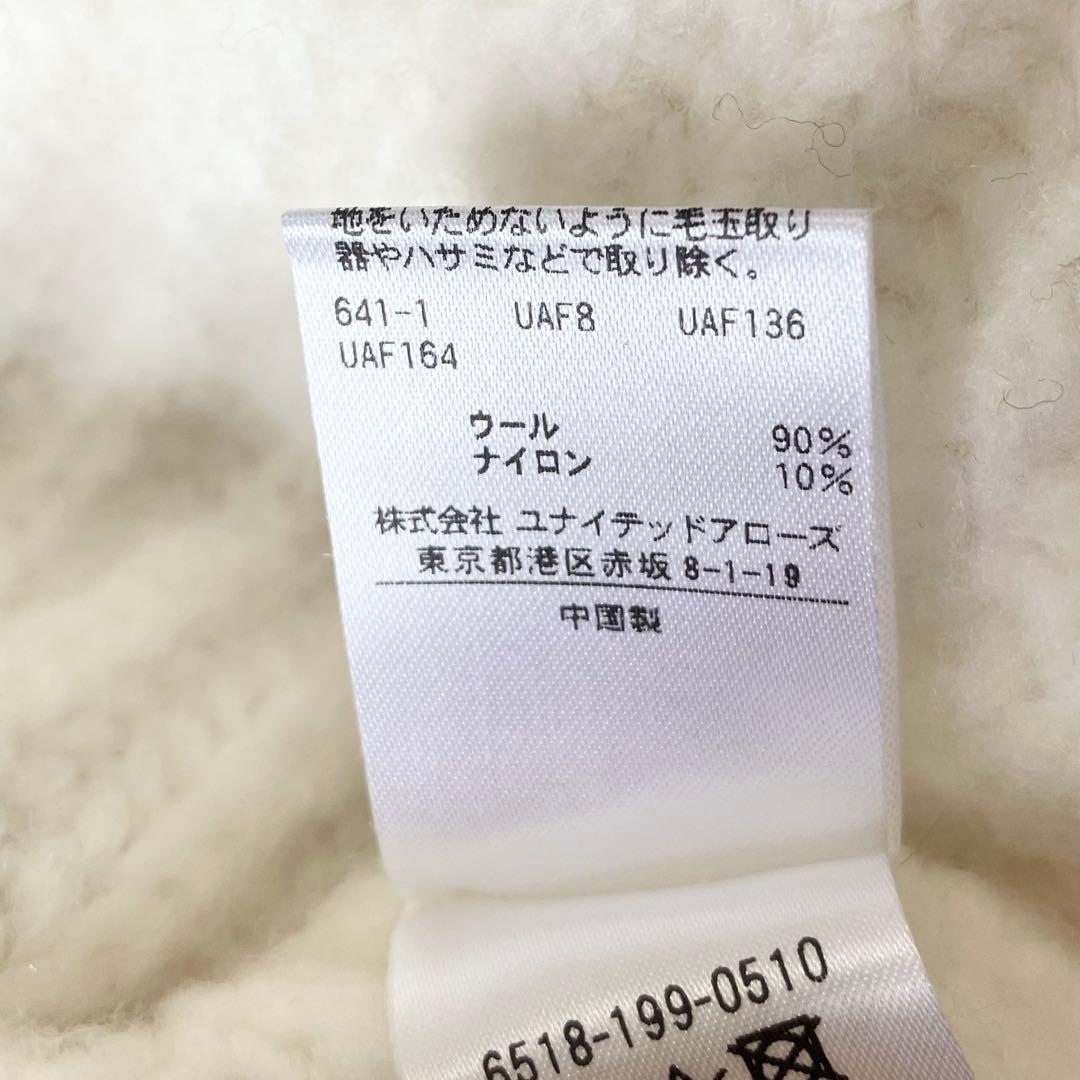 地をいためないように毛玉取り
器やハサミなどで取り除く。
641-1 UAF8 UAF136
UAF164
ウール 90%
ナイロン 10%
株式会社 ユナイテッドアローズ
東京都港区赤坂 8-1-19
中国製
6518-199-0510